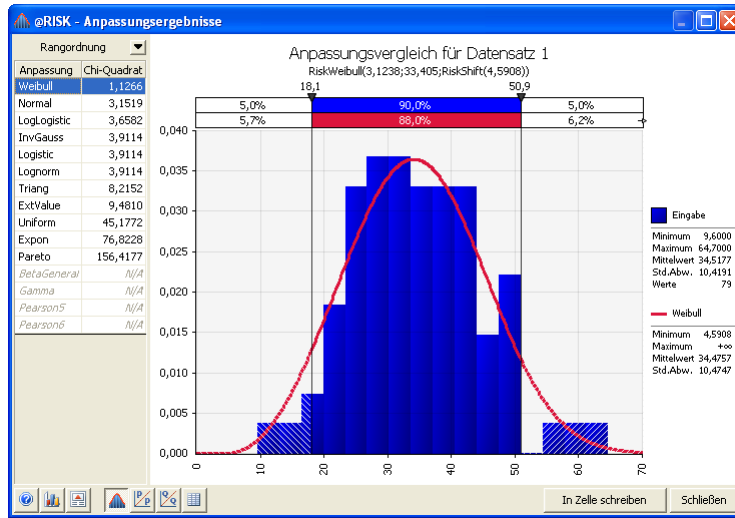 @RISK - Anpassungsergebnisse
Rangordnung
Anpassung Chi-Quadrat
Weibull 1,1266
Normal 3,1519
LogLogistic 3,6582
InvGauss 3,9114
Logistic 3,9114
Lognorm 3,9114
Triang 8,2152
ExtValue 9,4810
Uniform 45,1772
Expon 76,8228
Pareto 156,4177
BetaGeneral N/A
Gamma N/A
Pearson5 N/A
Pearson6 N/A
Anpassungsvergleich für Datensatz 1
RiskWeibull(3,1238;33,405;RiskShift(4,5908))
18,1 50,9
5,0% 90,0% 5,0%
5,7% 88,0% 6,2%
0,040
0,035
0,030
0,025
0,020
0,015
0,010
0,005
0,000
0 10 20 30 40 50 60 70
Eingabe
Minimum 9,6000
Maximum 64,7000
Mittelwert 34,5177
Std.Abw. 10,4191
Werte 79
Weibull
Minimum 4,5908
Maximum +∞
Mittelwert 34,4757
Std.Abw. 10,4747
P/P Q/Q
In Zelle schreiben Schließen